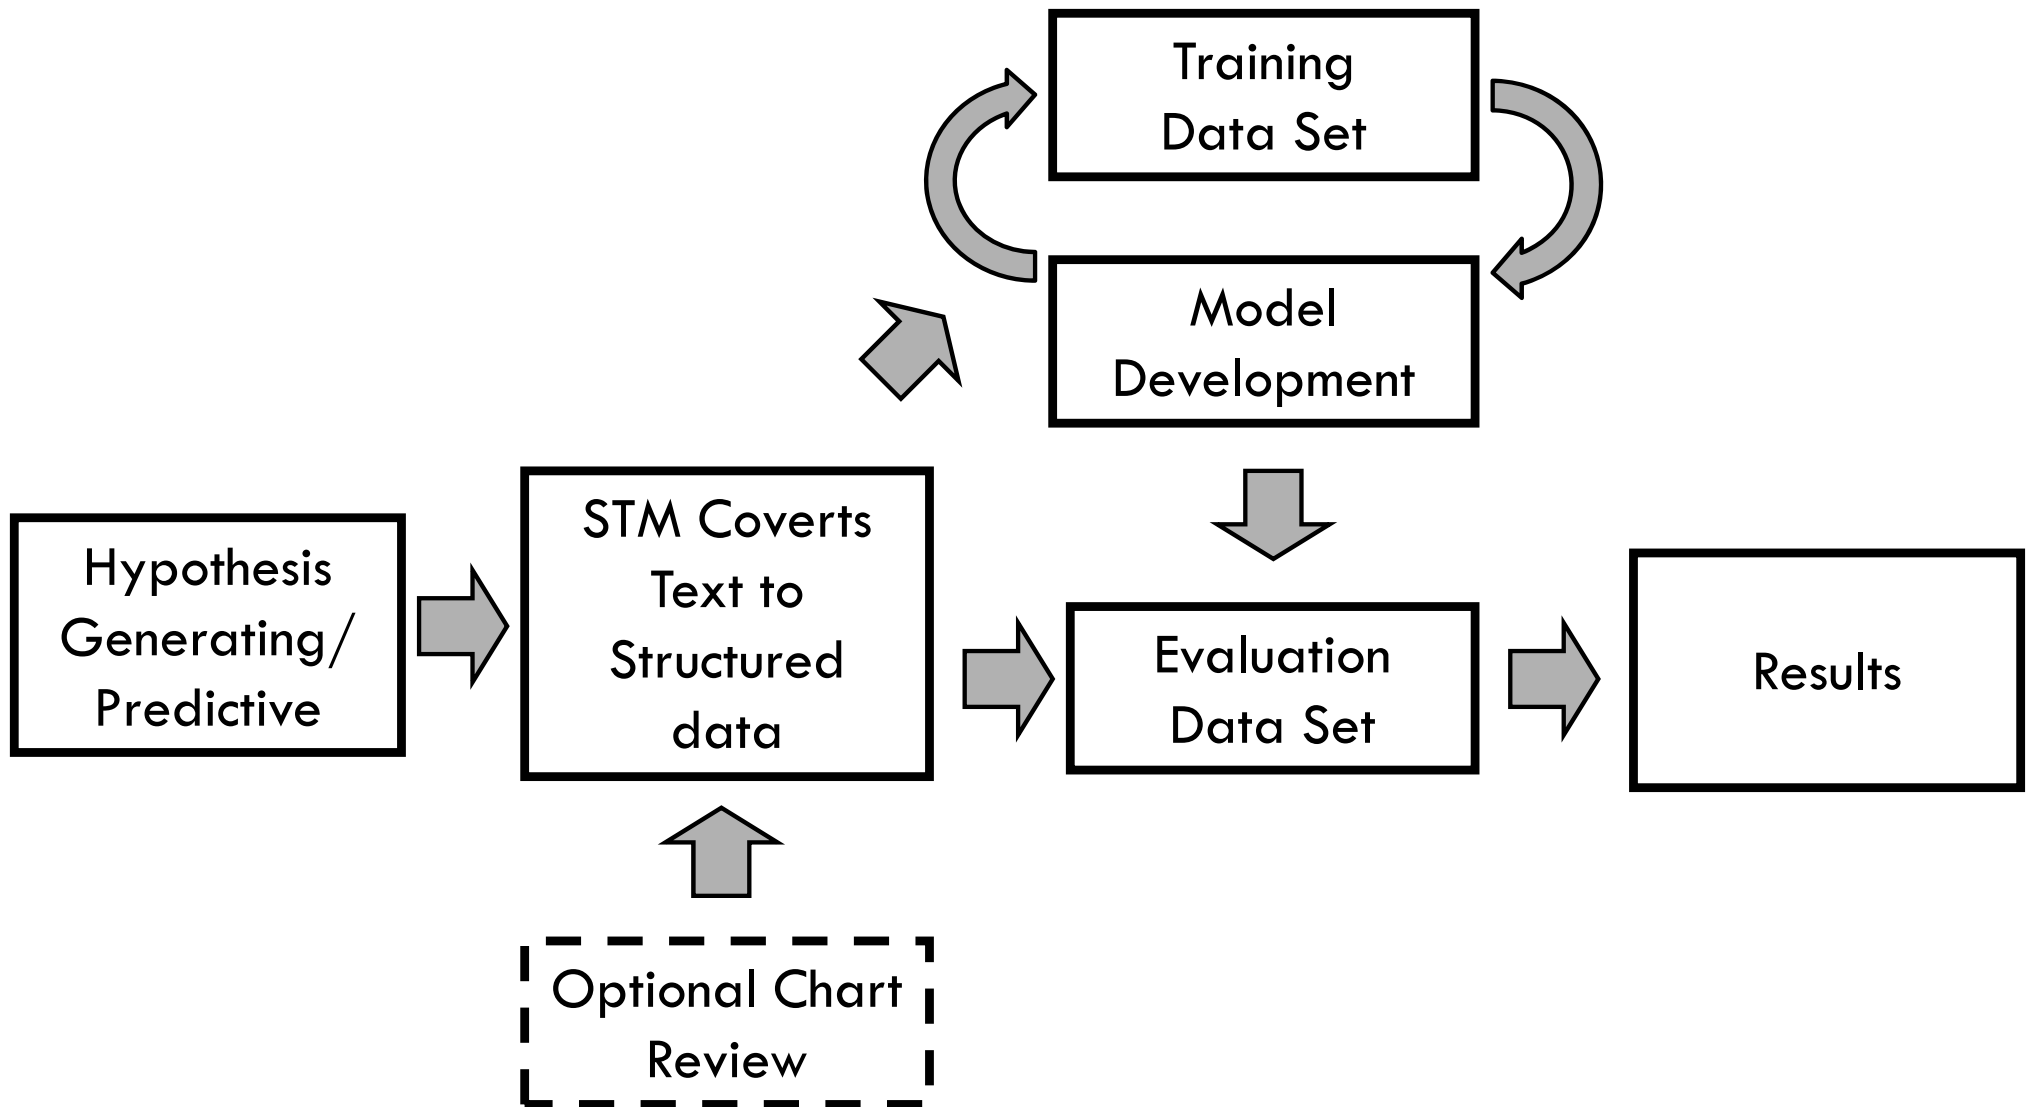 Training
Data Set
Model
Development
Hypothesis
Generating/
Predictive
STM Coverts
Text to
Structured
data
Evaluation
Data Set
Results
Optional Chart
Review